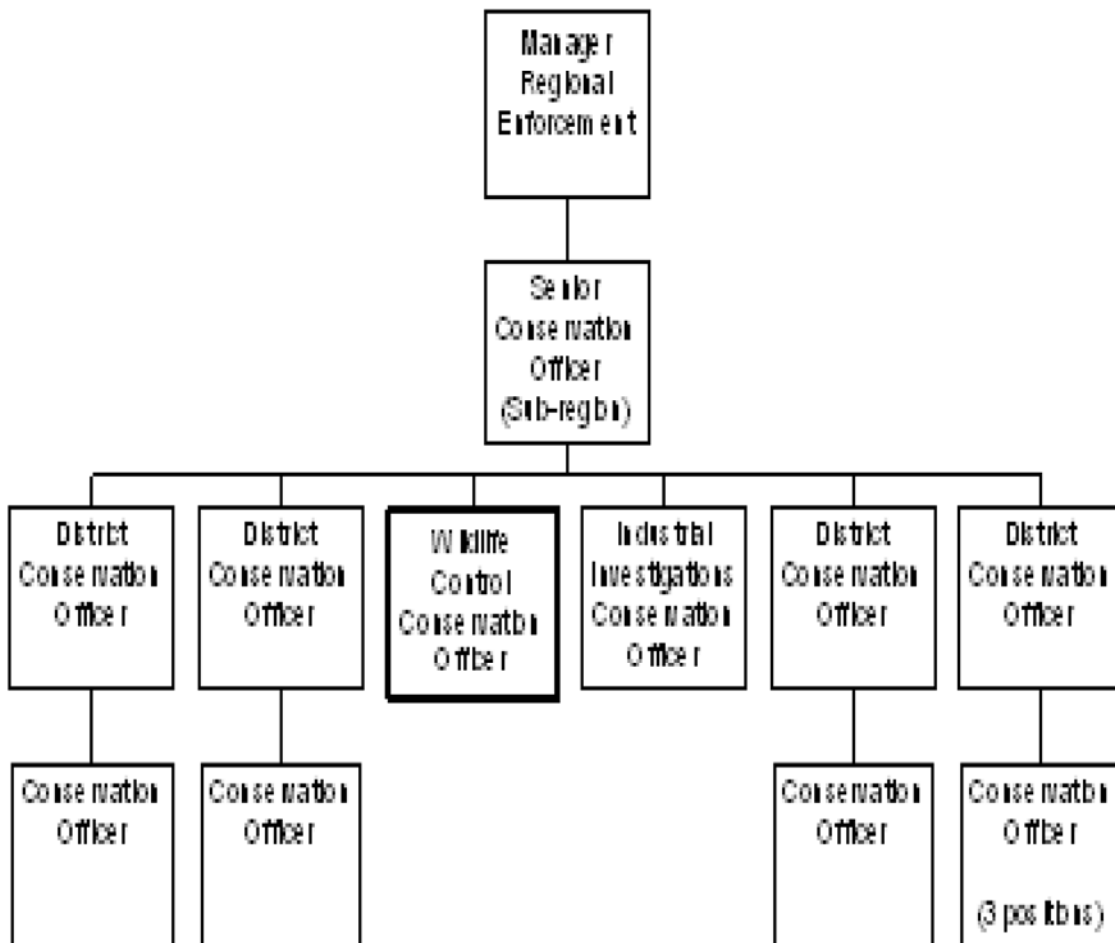 Manager
Regional
Enforcement
Senior
Conservation
Officer
(Sub-region)
District
Conservation
Officer
District
Conservation
Officer
Wildlife
Control
Conservation
Officer
Industrial
Investigations
Conservation
Officer
District
Conservation
Officer
District
Conservation
Officer
Conservation
Officer
Conservation
Officer
Conservation
Officer
Conservation
Officer
(3 positions)